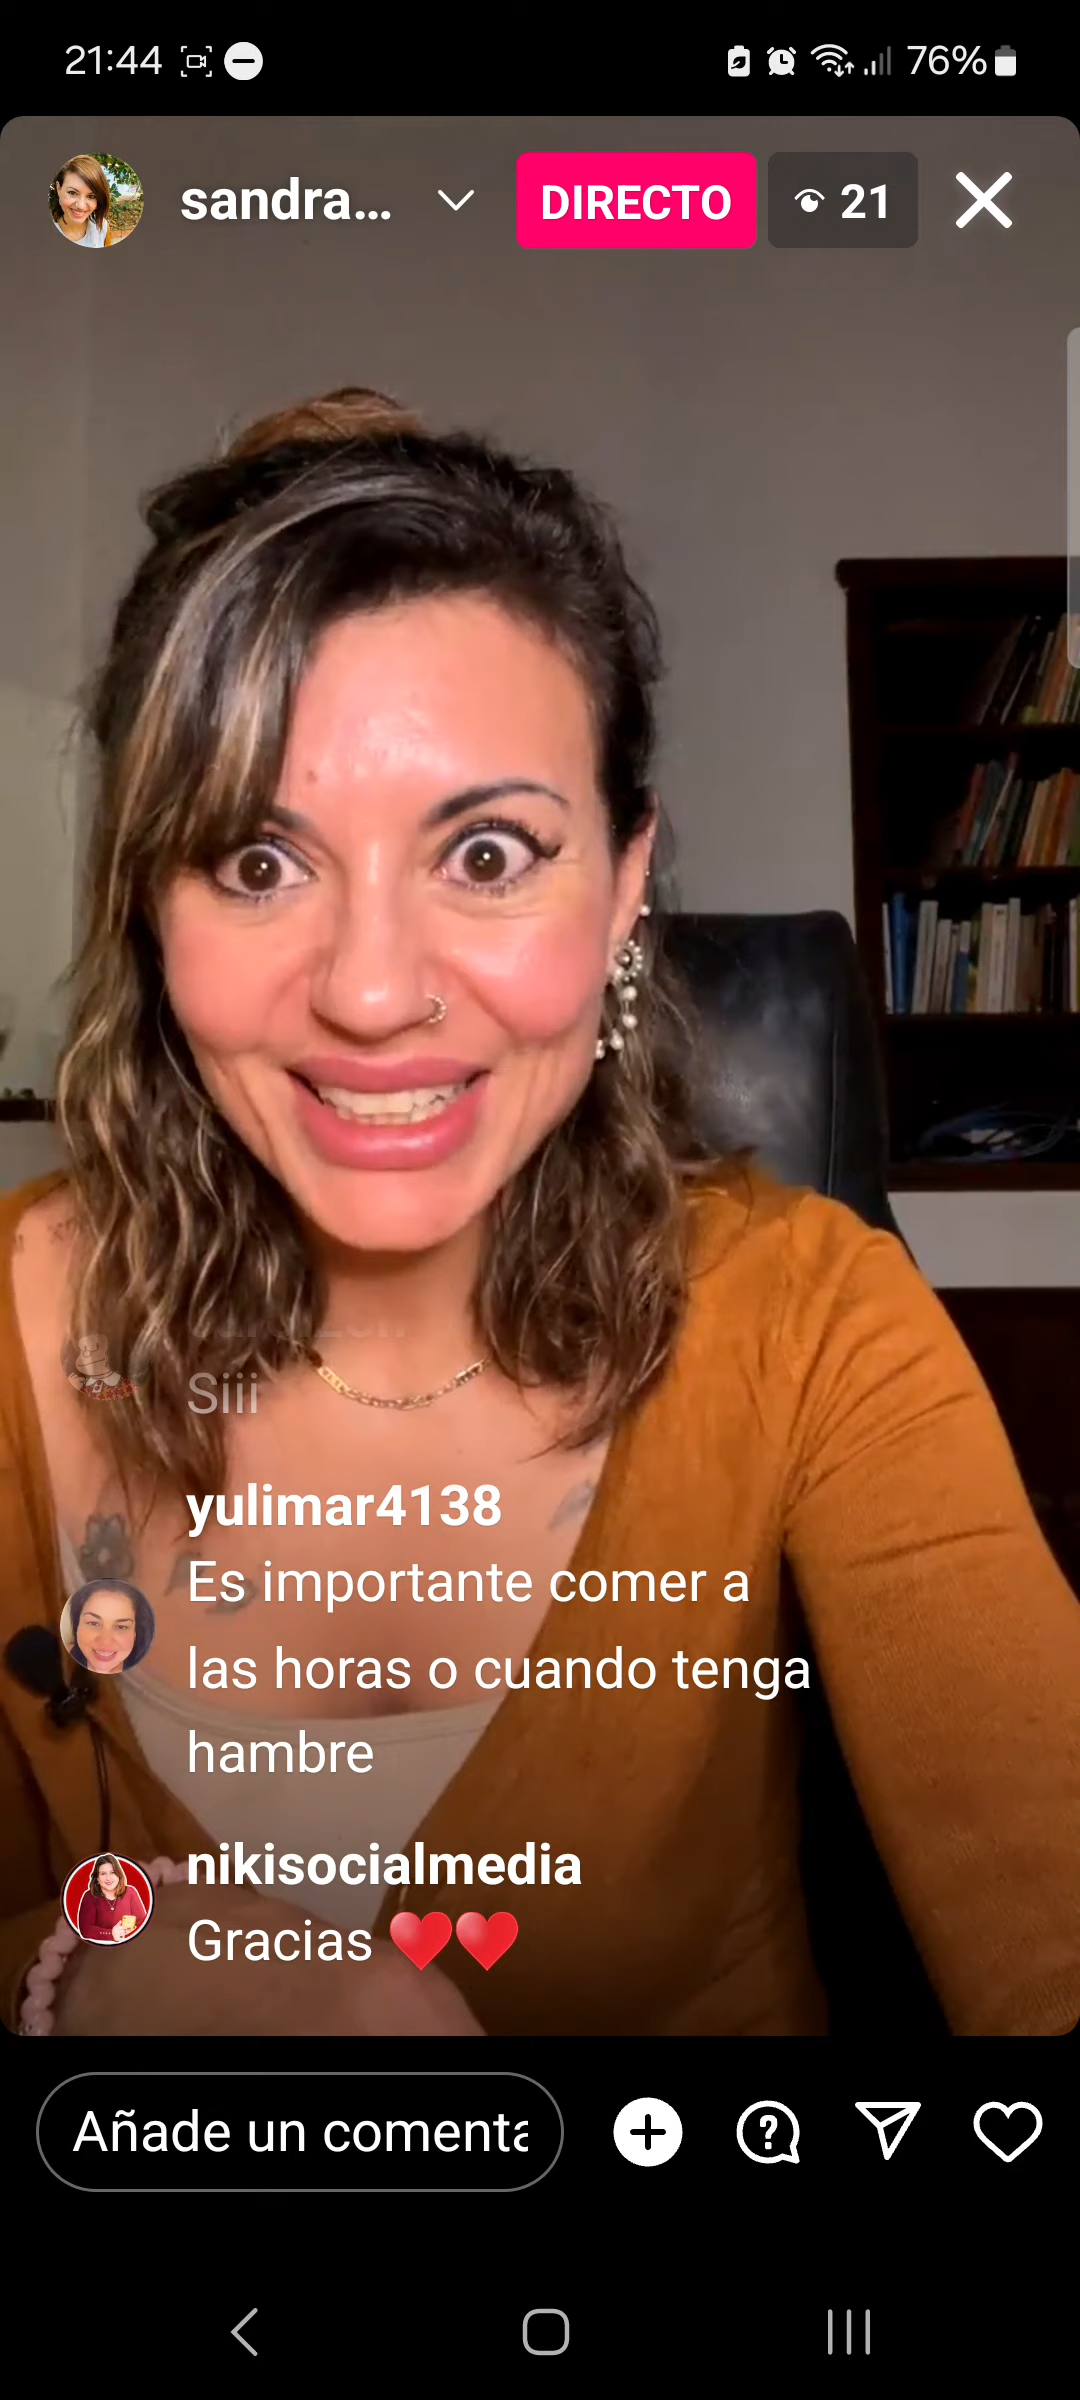 21:44
76%
sandra...
DIRECTO
21
Siii
yulimar4138
Es importante comer a
las horas o cuando tenga
hambre
nikisocialmedia
Gracias ❤️❤️
Añade un comenta